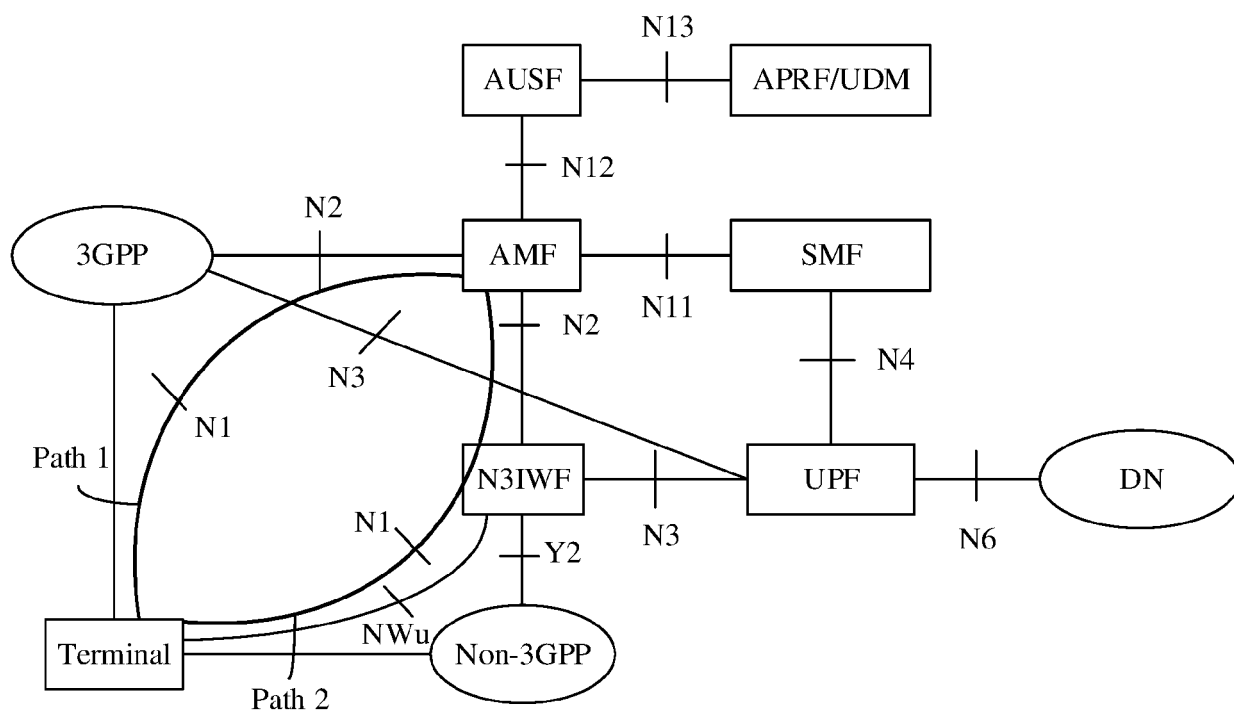 N13
AUSF
APRF/UDM
N12
N2
3GPP
AMF
SMF
N11
N2
N3
N4
N1
Path 1
N3IWF
UPF
DN
N1
N3
N6
Y2
NWu
Terminal
Non-3GPP
Path 2